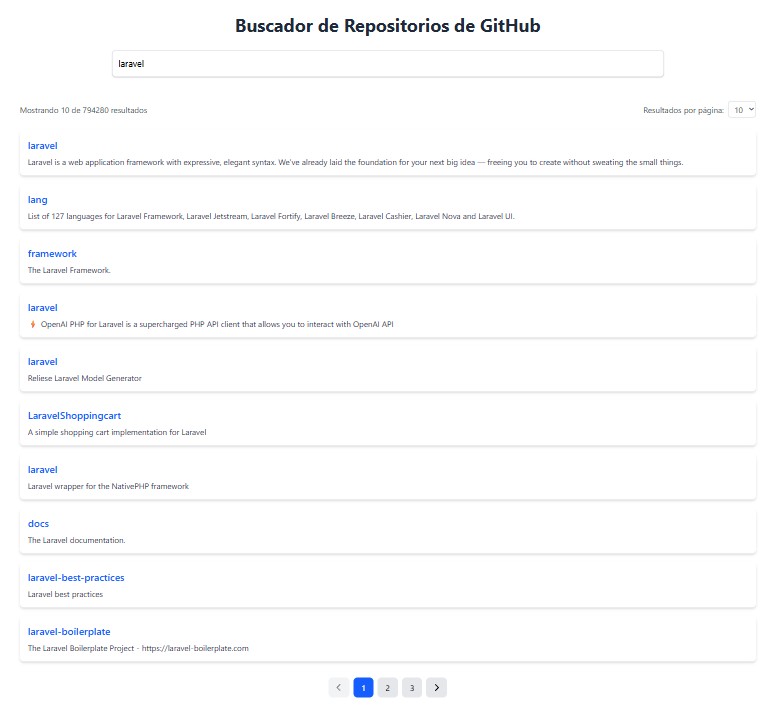 Buscador de Repositorios de GitHub
laravel
Mostrando 10 de 794280 resultados
Resultados por página: 10
laravel
Laravel is a web application framework with expressive, elegant syntax. We've already laid the foundation for your next big idea — freeing you to create without sweating the small things.
lang
List of 127 languages for Laravel Framework, Laravel Jetstream, Laravel Fortify, Laravel Breeze, Laravel Cashier, Laravel Nova and Laravel UI.
framework
The Laravel Framework.
laravel
OpenAI PHP for Laravel is a supercharged PHP API client that allows you to interact with OpenAI API
laravel
Reliese Laravel Model Generator
LaravelShoppingcart
A simple shopping cart implementation for Laravel
laravel
Laravel wrapper for the NativePHP framework
docs
The Laravel documentation.
laravel-best-practices
Laravel best practices
laravel-boilerplate
The Laravel Boilerplate Project - https://laravel-boilerplate.com
1 2 3